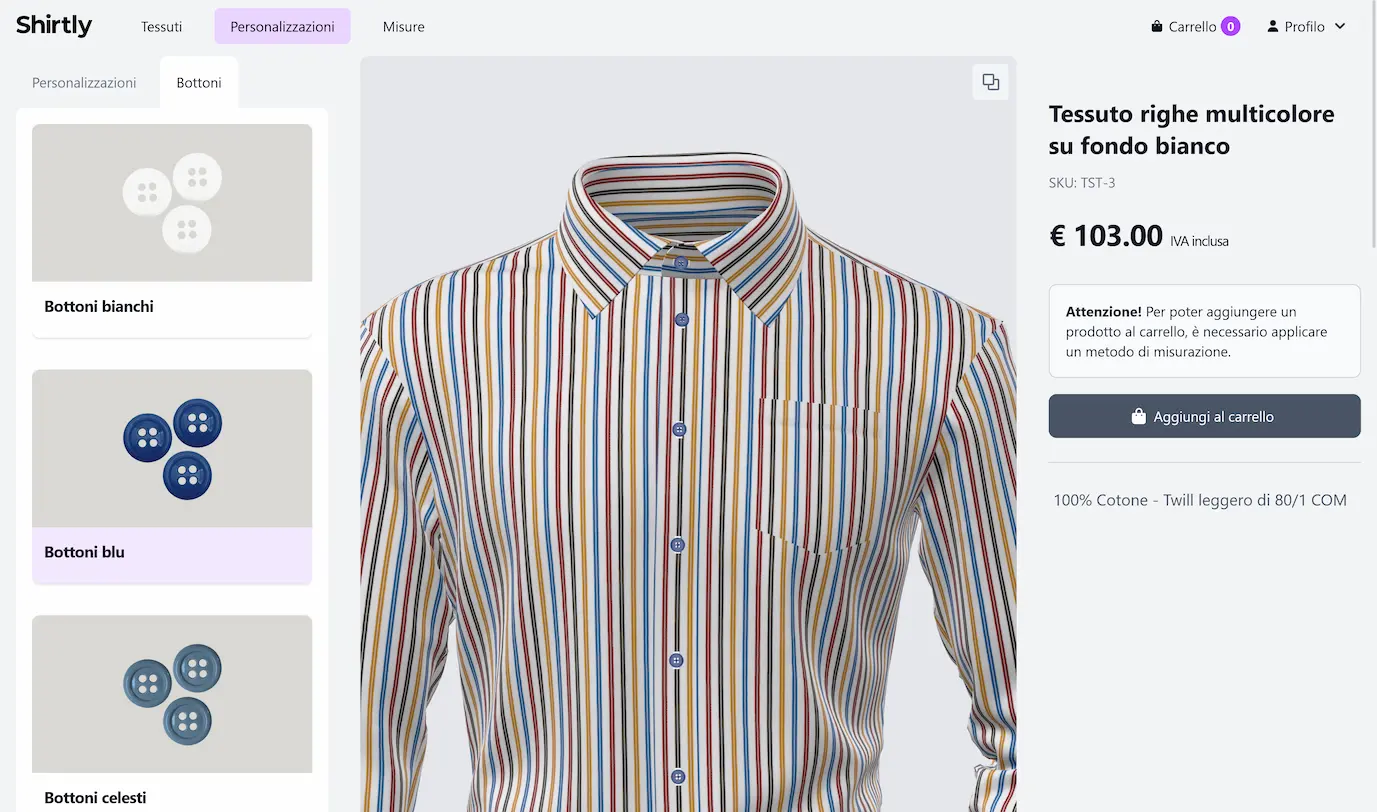 Shirtly
Tessuti
Personalizzazioni
Misure
Carrello 0
Profilo
Personalizzazioni
Bottoni
Bottoni bianchi
Bottoni blu
Bottoni celesti
Tessuto righe multicolore
su fondo bianco
SKU: TST-3
€ 103.00 IVA inclusa
Attenzione! Per poter aggiungere un
prodotto al carrello, è necessario applicare
un metodo di misurazione.
Aggiungi al carrello
100% Cotone - Twill leggero di 80/1 COM